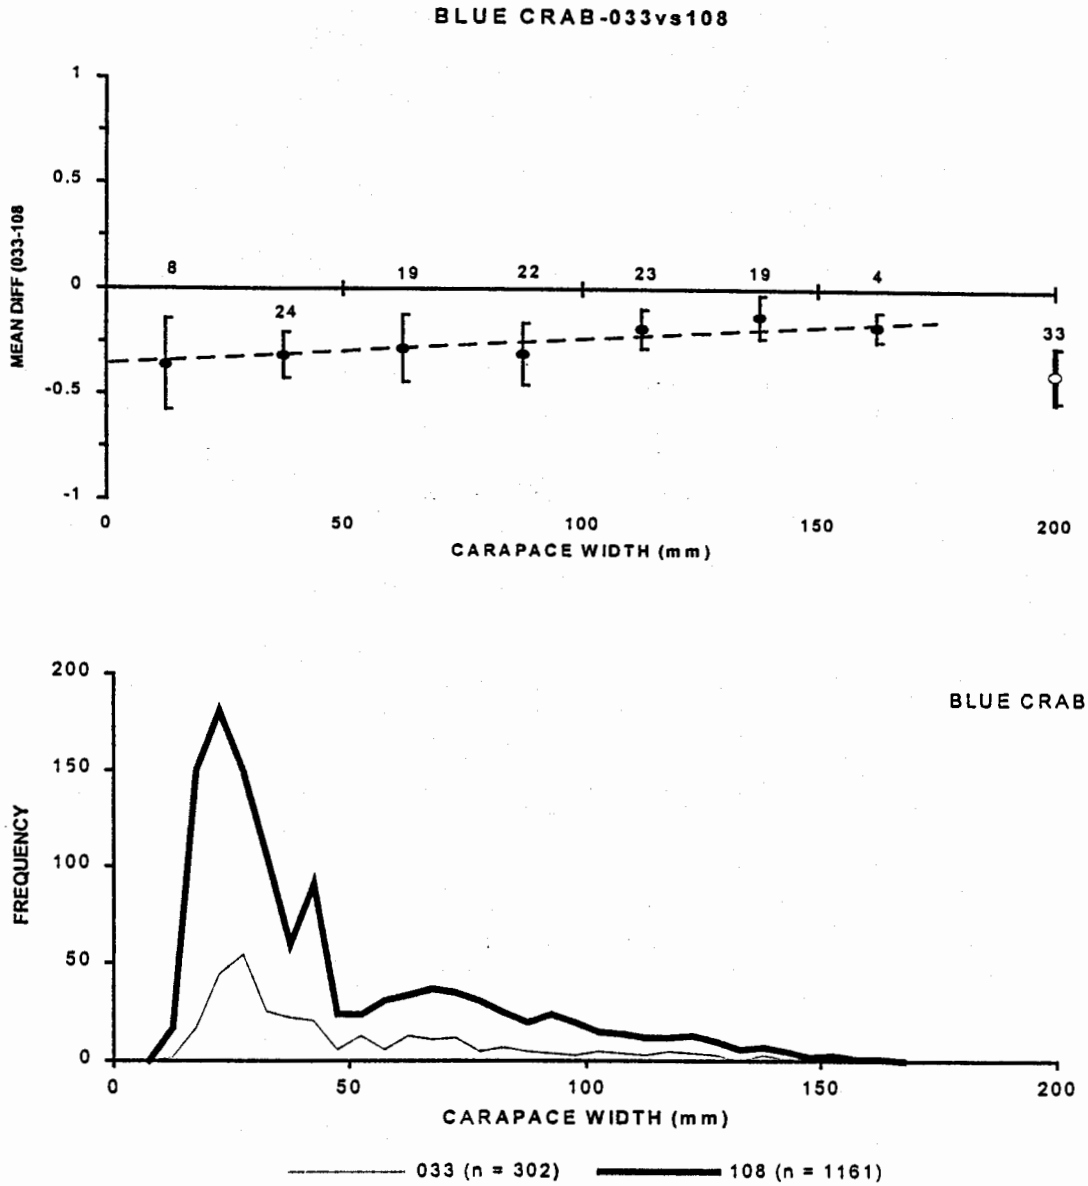 BLUE CRAB-033vs108
1
0.5
0
-0.5
-1
MEAN DIFF (033-108
8
24
19
22
23
19
4
33
0 50 100 150 200
CARAPACE WIDTH (mm)
200
150
100
50
0
FREQUENCY
BLUE CRAB
0 50 100 150 200
CARAPACE WIDTH (mm)
033 (n = 302) 108 (n = 1161)